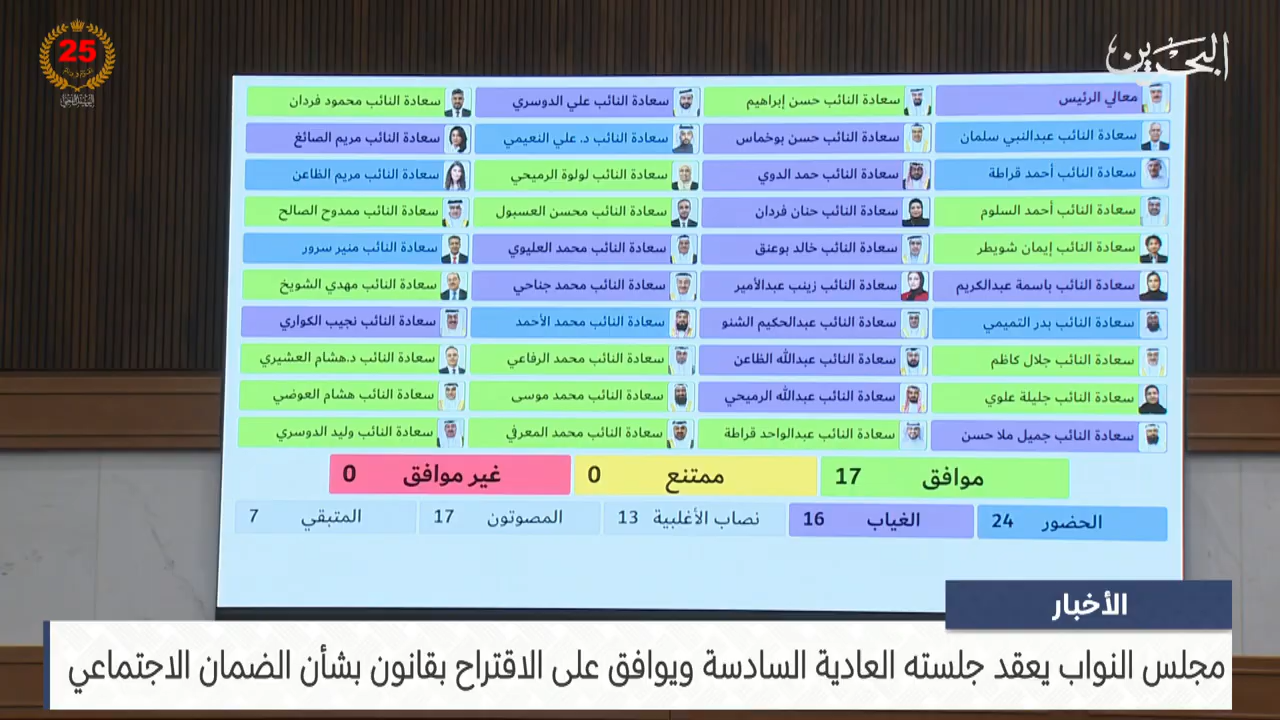 25
البحرين
معالي الرئيس
سعادة النائب حسن إبراهيم
سعادة النائب علي الدوسري
سعادة النائب محمود فردان
سعادة النائب عبدالنبي سلمان
سعادة النائب حسن بوخماس
سعادة النائب د. علي النعيمي
سعادة النائب مريم الصائغ
سعادة النائب أحمد قراطة
سعادة النائب حمد الدوي
سعادة النائب لولوة الرميحي
سعادة النائب مريم الظاعن
سعادة النائب أحمد السلوم
سعادة النائب حنان فردان
سعادة النائب محسن العسبول
سعادة النائب ممدوح الصالح
سعادة النائب إيمان شويطر
سعادة النائب خالد بوعنق
سعادة النائب محمد العليوي
سعادة النائب منير سرور
سعادة النائب باسمة عبدالكريم
سعادة النائب زينب عبدالأمير
سعادة النائب محمد جناحي
سعادة النائب مهدي الشويخ
سعادة النائب بدر التميمي
سعادة النائب عبدالحكيم الشنو
سعادة النائب محمد الأحمد
سعادة النائب نجيب الكواري
سعادة النائب جلال كاظم
سعادة النائب عبدالله الظاعن
سعادة النائب محمد الرفاعي
سعادة النائب د.هشام العشيري
سعادة النائب جليلة علوي
سعادة النائب عبدالله الرميحي
سعادة النائب محمد موسى
سعادة النائب هشام العوضي
سعادة النائب جميل ملا حسن
سعادة النائب عبدالواحد قراطة
سعادة النائب محمد المعرفي
سعادة النائب وليد الدوسري
موافق 17
ممتنع 0
غير موافق 0
الحضور 24
الغياب 16
نصاب الأغلبية 13
المصوتون 17
المتبقي 7
الأخبار
مجلس النواب يعقد جلسته العادية السادسة ويوافق على الاقتراح بقانون بشأن الضمان الاجتماعي